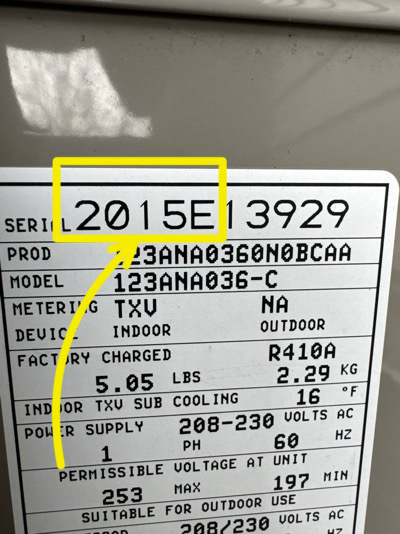 SERIAL 2015E13929
PROD 123ANA0360N0BCAA
MODEL 123ANA036-C
METERING TXV NA
DEVICE INDOOR OUTDOOR
FACTORY CHARGED R410A
5.05 LBS 2.29 KG
INDOOR TXV SUB COOLING 16 °F
POWER SUPPLY 208-230 VOLTS AC
1 PH 60 HZ
PERMISSIBLE VOLTAGE AT UNIT
253 MAX 197 MIN
SUITABLE FOR OUTDOOR USE
208/230 VOLTS AC